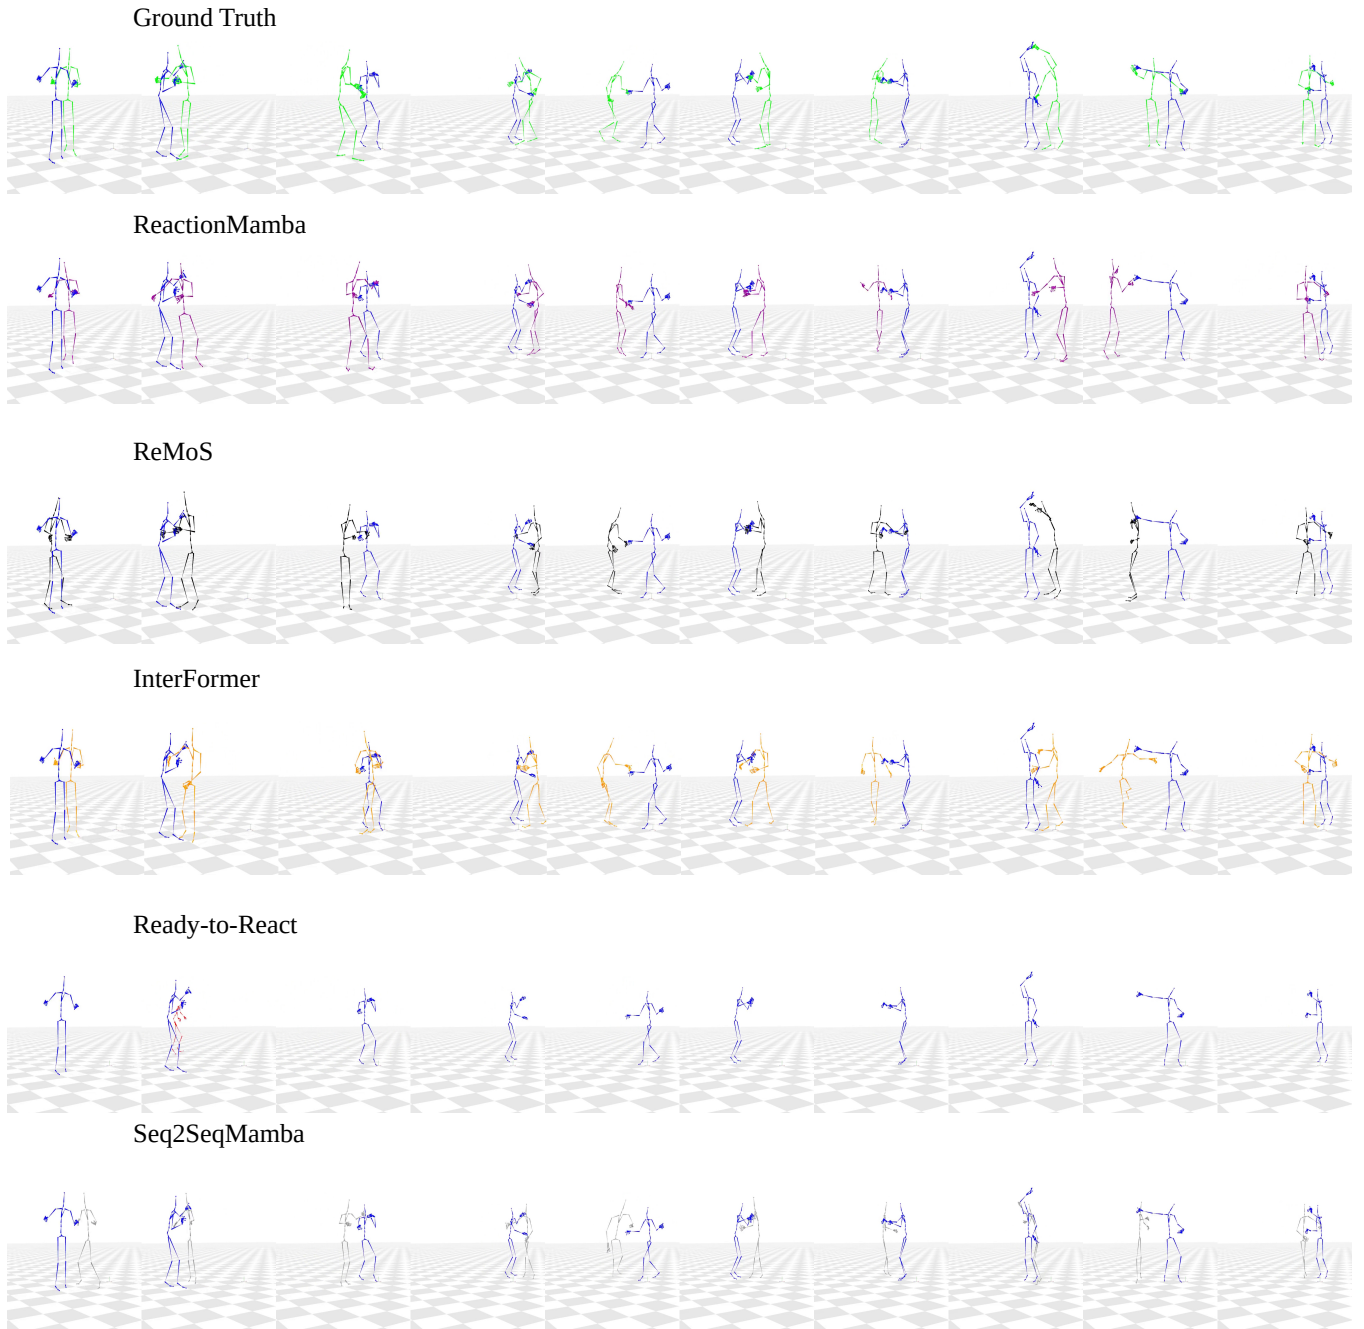 Ground Truth
ReactionMamba
ReMoS
InterFormer
Ready-to-React
Seq2SeqMamba